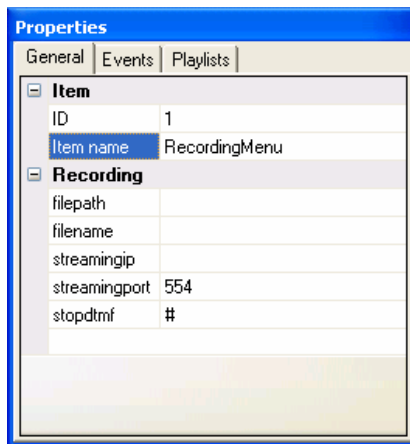 Properties
General Events Playlists
Item
ID 1
Item name RecordingMenu
Recording
filepath
filename
streamingip
streamingport 554
stopdtmf #